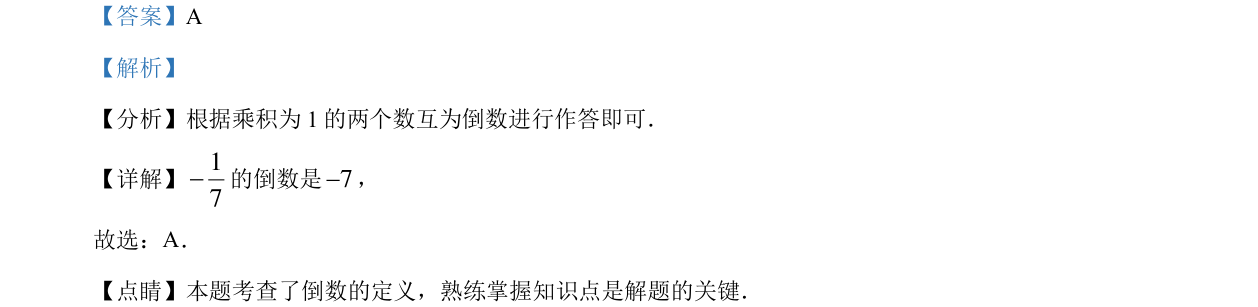 【答案】A
【解析】
【分析】根据乘积为 1 的两个数互为倒数进行作答即可．
【详解】$-\frac{1}{7}$ 的倒数是 −7，
故选：A．
【点睛】本题考查了倒数的定义，熟练掌握知识点是解题的关键．